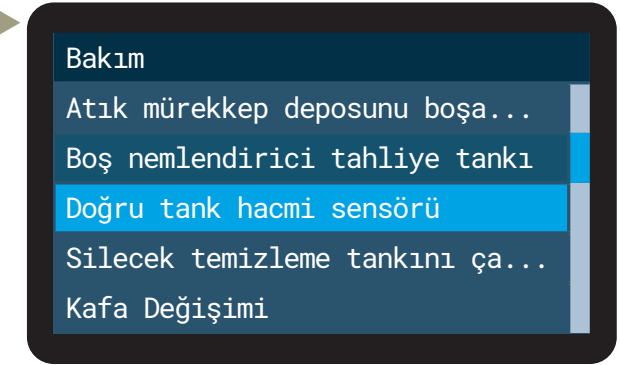 Bakım
Atık mürekkep deposunu boşa...
Boş nemlendirici tahliye tankı
Doğru tank hacmi sensörü
Silecek temizleme tankını ça...
Kafa Değişimi